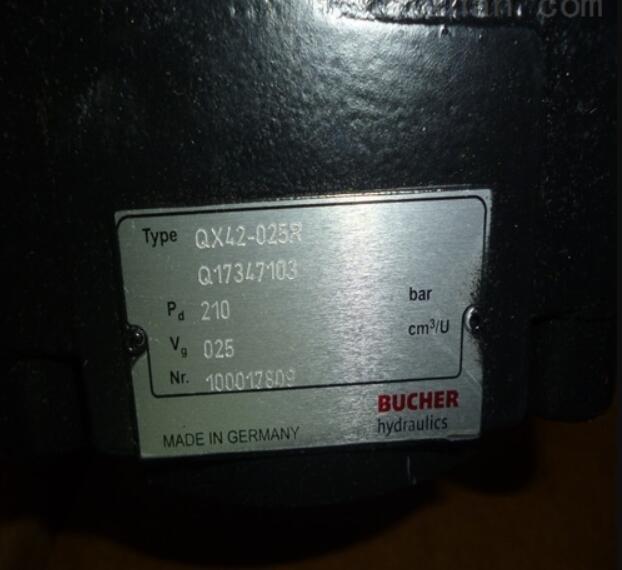 Type QX42-025R
Q17347103
Pd 210 bar
Vg 025 cm³/U
Nr. 100017809
BUCHER
hydraulics
MADE IN GERMANY